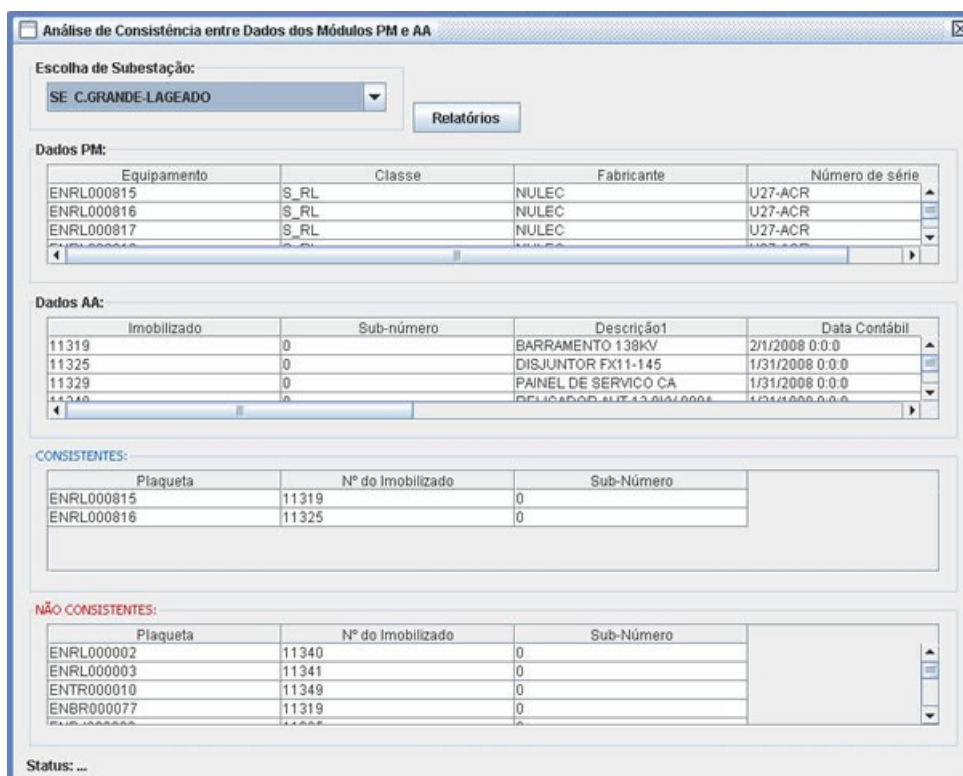 Análise de Consistência entre Dados dos Módulos PM e AA
Escolha de Subestação:
SE C.GRANDE-LAGEADO
Relatórios
Dados PM:
Equipamento Classe Fabricante Número de série
ENRL000815 S_RL NULEC U27-ACR
ENRL000816 S_RL NULEC U27-ACR
ENRL000817 S_RL NULEC U27-ACR
Dados AA:
Imobilizado Sub-número Descrição1 Data Contábil
11319 0 BARRAMENTO 138KV 2/1/2008 0:0:0
11325 0 DISJUNTOR FX11-145 1/31/2008 0:0:0
11329 0 PAINEL DE SERVICO CA 1/31/2008 0:0:0
CONSISTENTES:
Plaqueta Nº do Imobilizado Sub-Número
ENRL000815 11319 0
ENRL000816 11325 0
NÃO CONSISTENTES:
Plaqueta Nº do Imobilizado Sub-Número
ENRL000002 11340 0
ENRL000003 11341 0
ENTR000010 11349 0
ENBR000077 11319 0
Status: ...